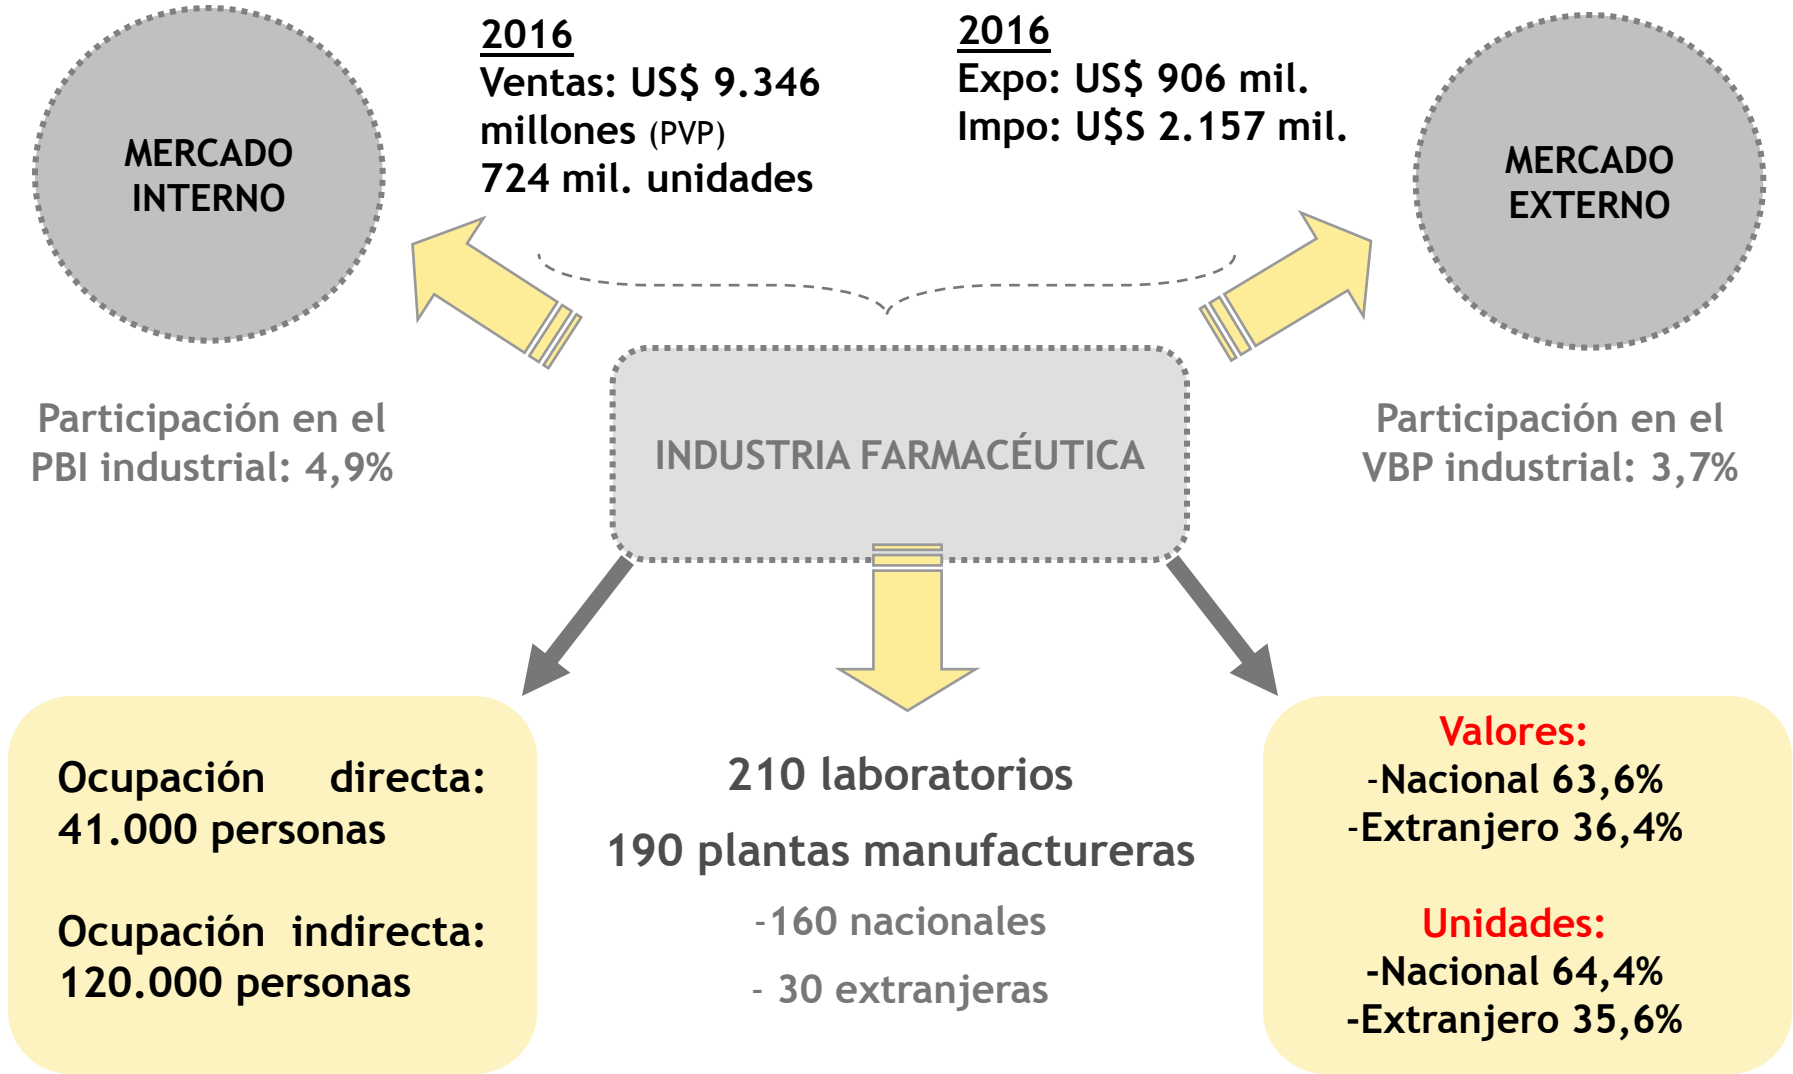 MERCADO
INTERNO
2016
Ventas: US$ 9.346
millones (PVP)
724 mil. unidades
2016
Expo: US$ 906 mil.
Impo: U$S 2.157 mil.
MERCADO
EXTERNO
Participación en el
PBI industrial: 4,9%
INDUSTRIA FARMACÉUTICA
Participación en el
VBP industrial: 3,7%
Ocupación directa:
41.000 personas
Ocupación indirecta:
120.000 personas
210 laboratorios
190 plantas manufactureras
-160 nacionales
- 30 extranjeras
Valores:
-Nacional 63,6%
-Extranjero 36,4%
Unidades:
-Nacional 64,4%
-Extranjero 35,6%